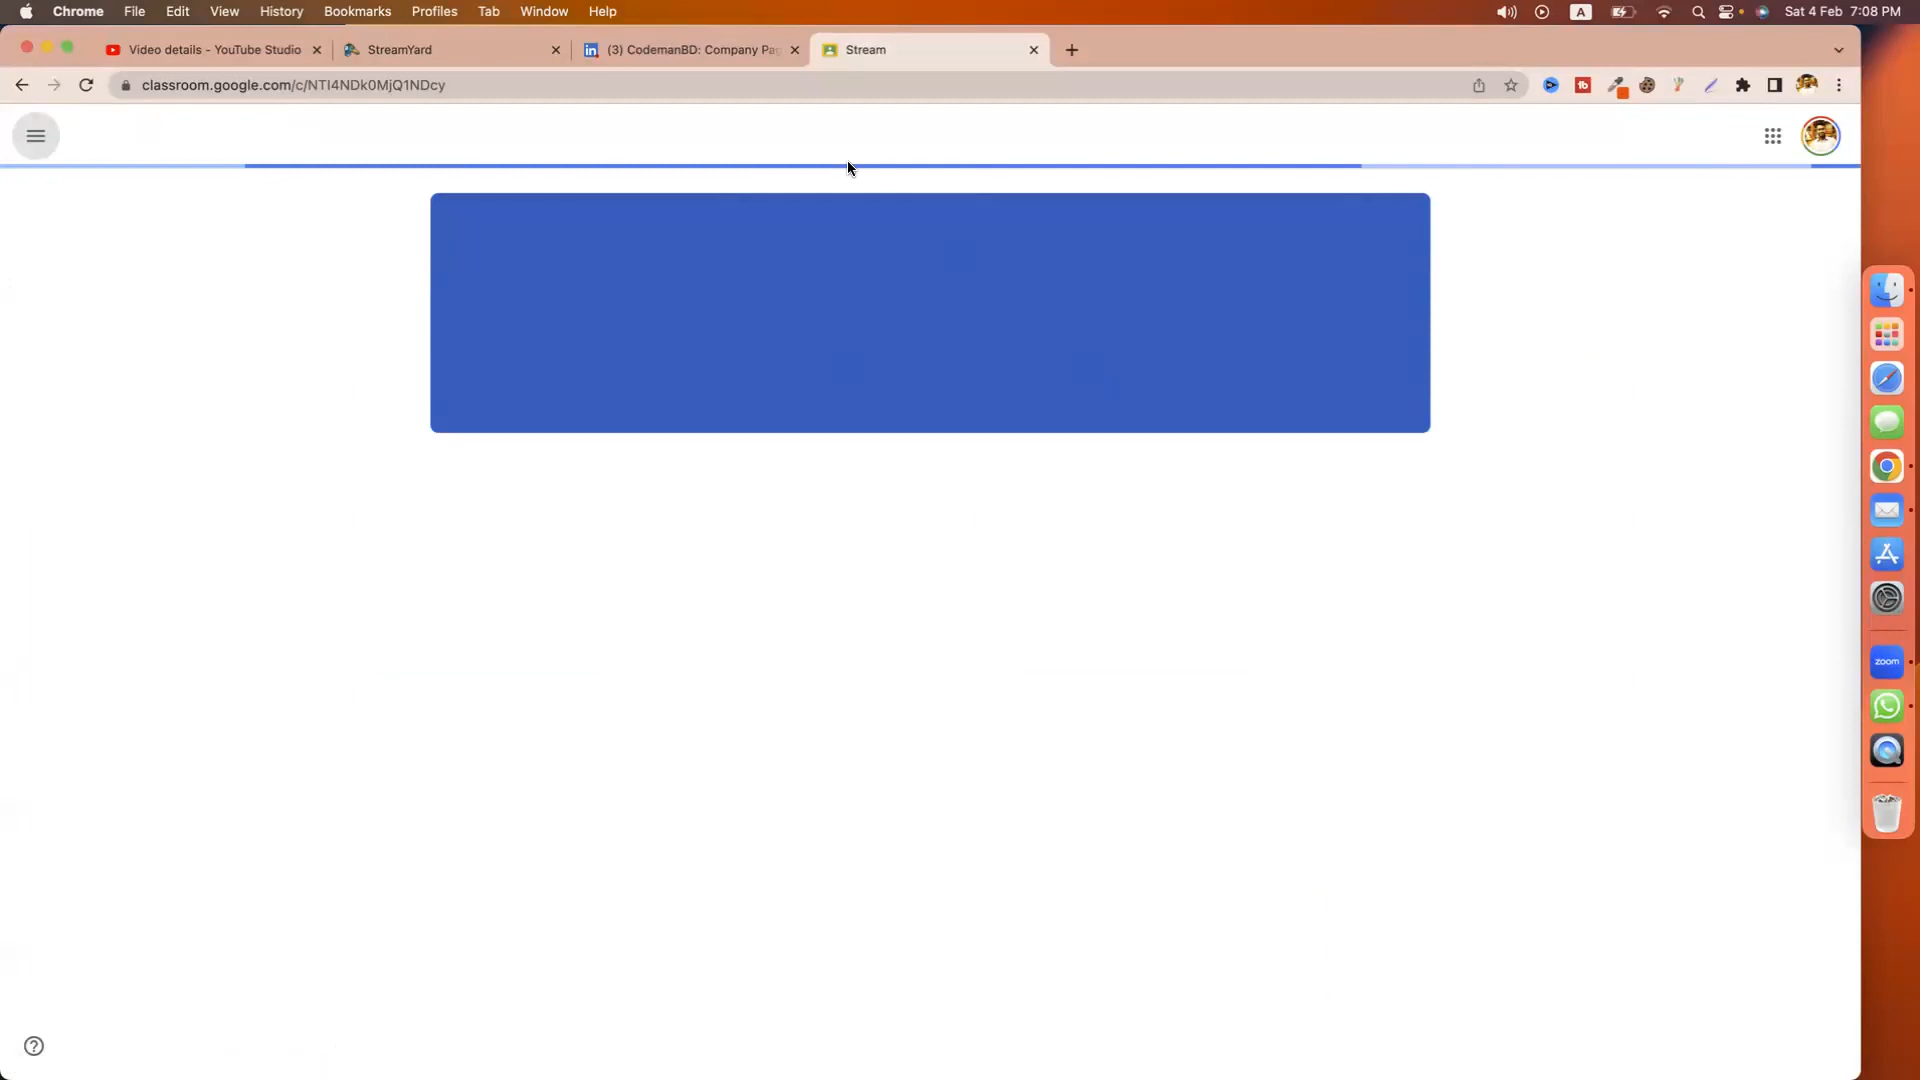 Chrome File Edit View History Bookmarks Profiles Tab Window Help A Sat 4 Feb 7:08 PM
Video details - YouTube Studio StreamYard (3) CodemanBD: Company Pag Stream
classroom.google.com/c/NTI4NDk0MjQ1NDcy
zoom